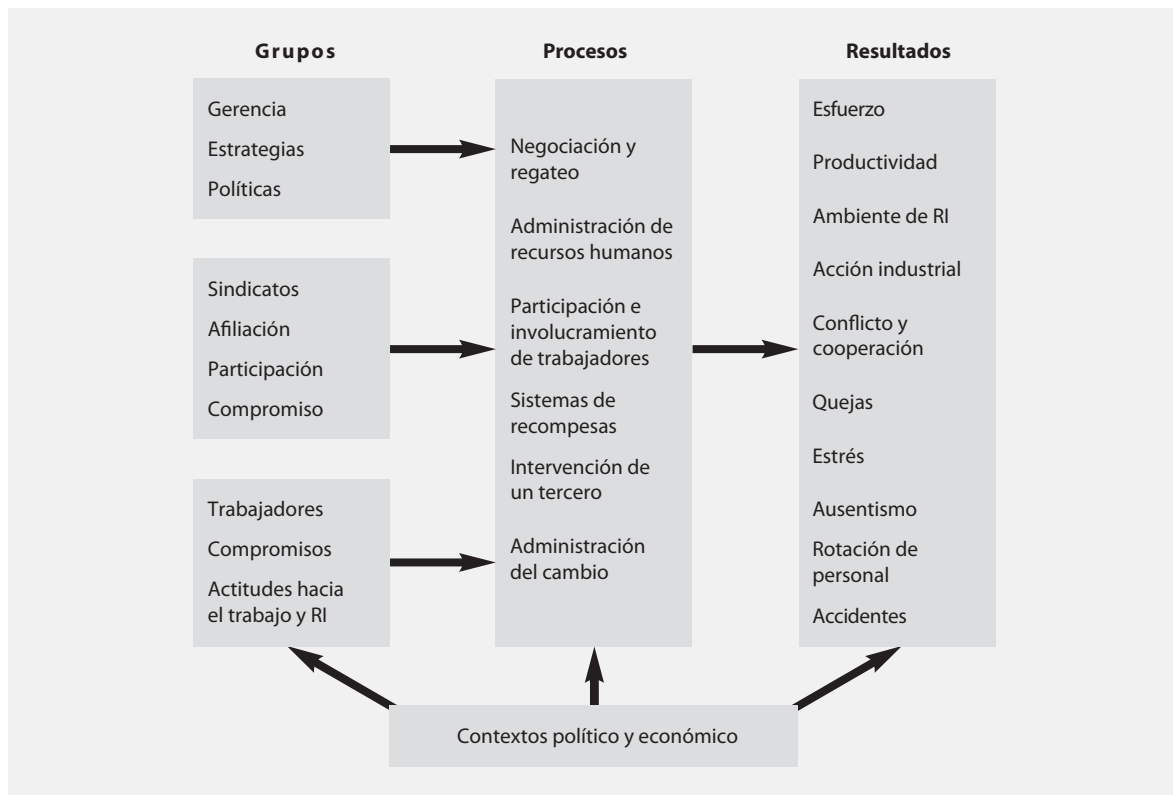 Grupos
Procesos
Resultados
Gerencia
Estrategias
Políticas
Sindicatos
Afiliación
Participación
Compromiso
Trabajadores
Compromisos
Actitudes hacia
el trabajo y RI
Negociación y
regateo
Administración de
recursos humanos
Participación e
involucramiento
de trabajadores
Sistemas de
recompesas
Intervención de
un tercero
Administración
del cambio
Esfuerzo
Productividad
Ambiente de RI
Acción industrial
Conflicto y
cooperación
Quejas
Estrés
Ausentismo
Rotación de
personal
Accidentes
Contextos político y económico